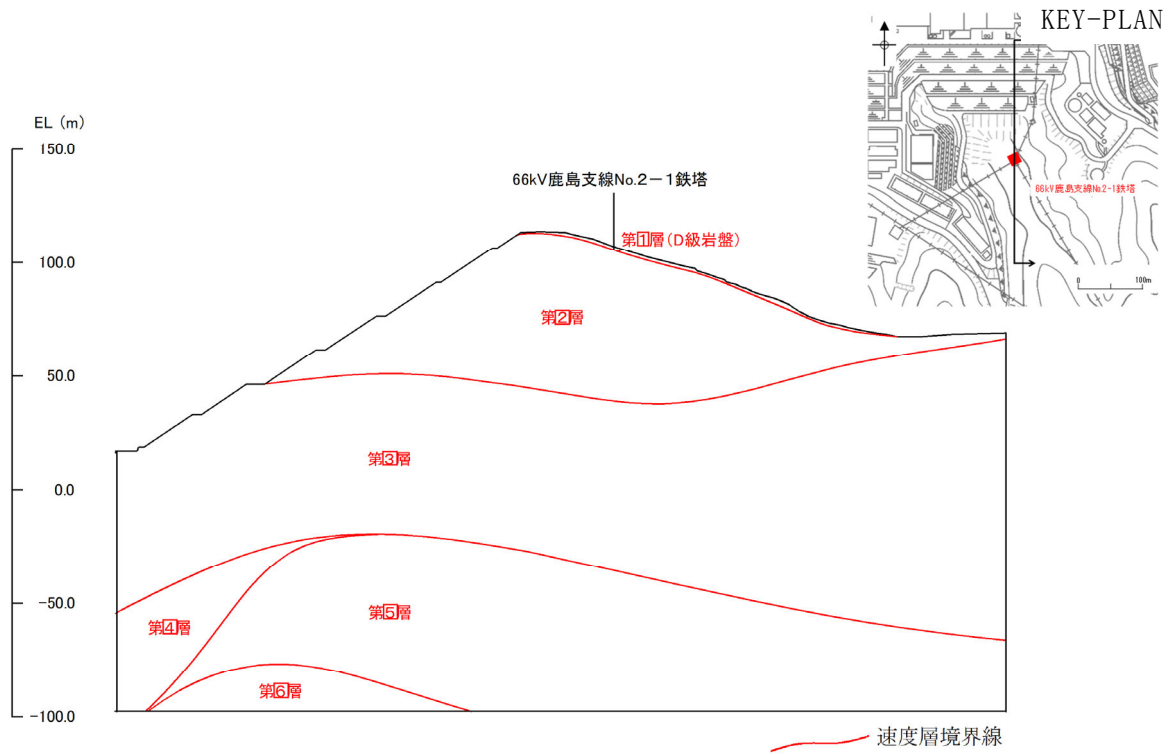 KEY-PLAN
66kV鹿島支線No.2-1鉄塔
0 100m
EL (m)
150.0
100.0
50.0
0.0
-50.0
-100.0
66kV鹿島支線No.2-1鉄塔
第1層(D級岩盤)
第2層
第3層
第4層
第5層
第6層
速度層境界線